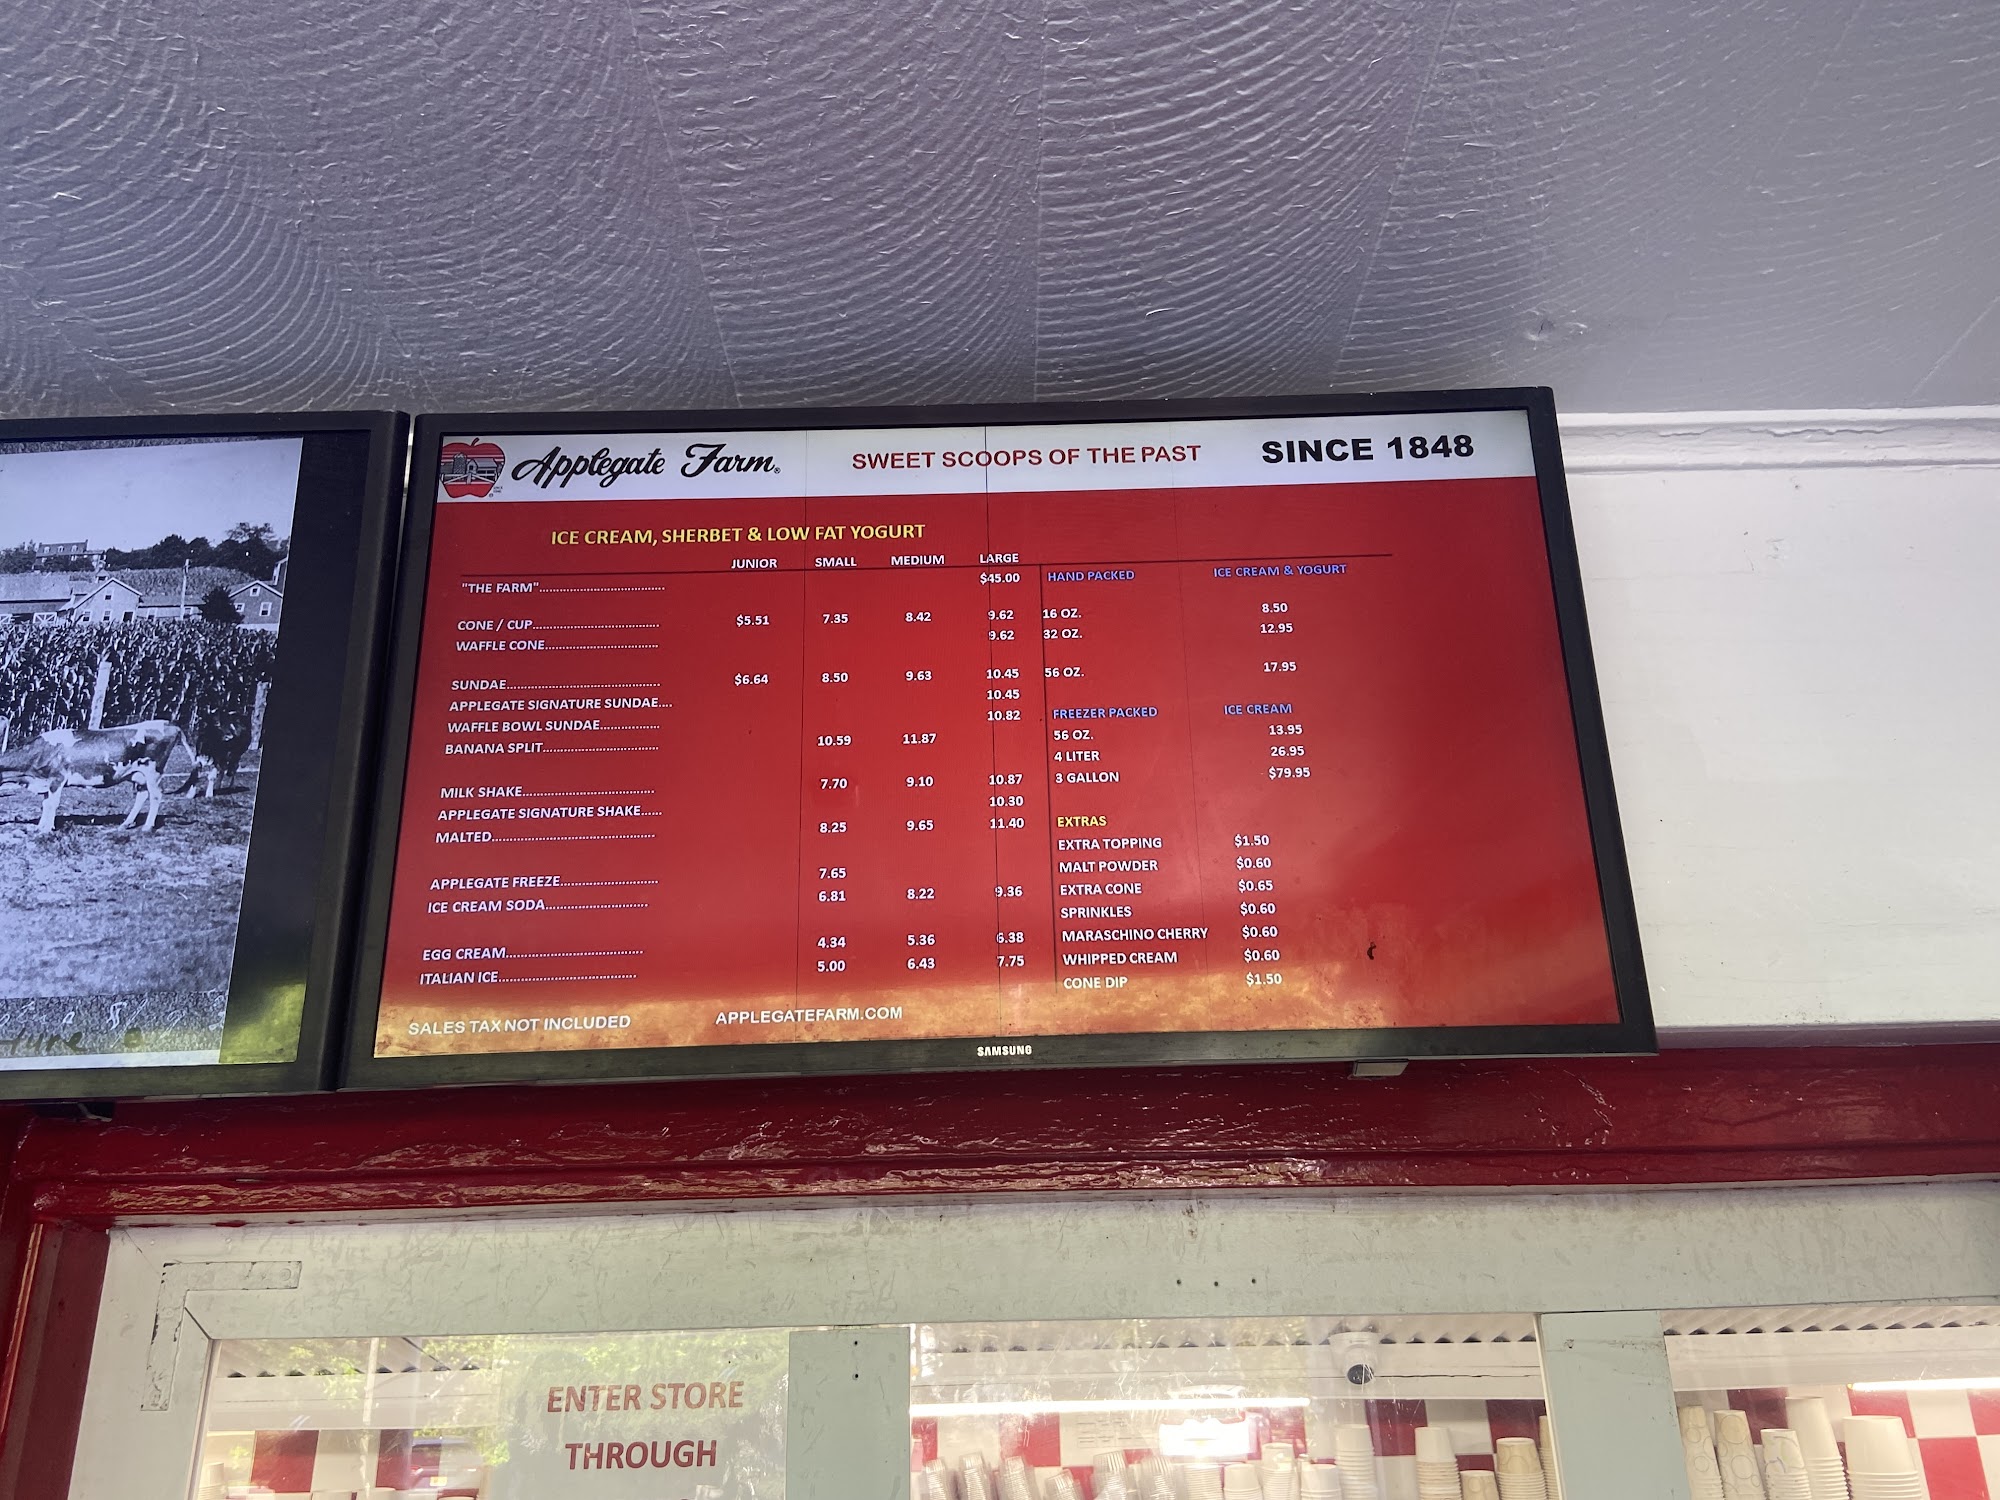 Applegate Farm®
SWEET SCOOPS OF THE PAST
SINCE 1848
ICE CREAM, SHERBET & LOW FAT YOGURT
JUNIOR SMALL MEDIUM LARGE
"THE FARM".................................... $45.00
CONE / CUP.................................... $5.51 7.35 8.42 9.62
WAFFLE CONE................................ 9.62
SUNDAE........................................... $6.64 8.50 9.63 10.45
APPLEGATE SIGNATURE SUNDAE.... 10.45
WAFFLE BOWL SUNDAE................. 10.82
BANANA SPLIT................................. 10.59 11.87
MILK SHAKE..................................... 7.70 9.10 10.87
APPLEGATE SIGNATURE SHAKE...... 10.30
MALTED.............................................. 8.25 9.65 11.40
APPLEGATE FREEZE............................ 7.65
ICE CREAM SODA............................. 6.81 8.22 9.36
EGG CREAM....................................... 4.34 5.36 6.38
ITALIAN ICE....................................... 5.00 6.43 7.75
HAND PACKED ICE CREAM & YOGURT
16 OZ. 8.50
32 OZ. 12.95
56 OZ. 17.95
FREEZER PACKED ICE CREAM
56 OZ. 13.95
4 LITER 26.95
3 GALLON $79.95
EXTRAS
EXTRA TOPPING $1.50
MALT POWDER $0.60
EXTRA CONE $0.65
SPRINKLES $0.60
MARASCHINO CHERRY $0.60
WHIPPED CREAM $0.60
CONE DIP $1.50
SALES TAX NOT INCLUDED
APPLEGATEFARM.COM
SAMSUNG
ENTER STORE
THROUGH